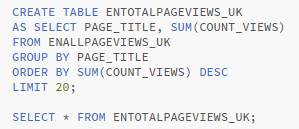 CREATE TABLE ENTOTALPAGEVIEWS_UK
AS SELECT PAGE_TITLE, SUM(COUNT_VIEWS)
FROM ENALLPAGEVIEWS_UK
GROUP BY PAGE_TITLE
ORDER BY SUM(COUNT_VIEWS) DESC
LIMIT 20;
SELECT * FROM ENTOTALPAGEVIEWS_UK;